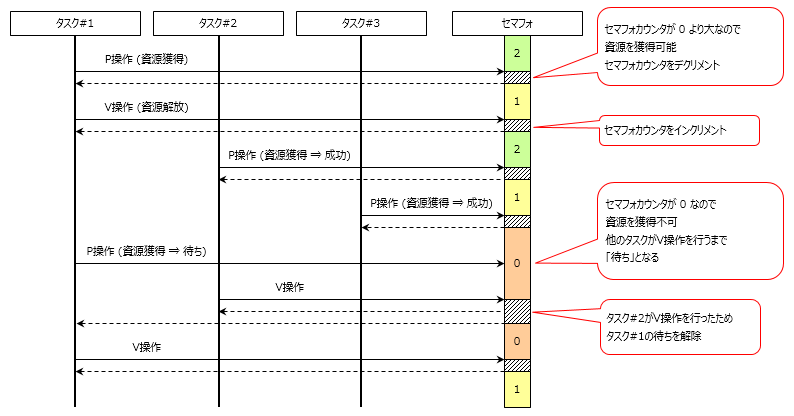 タスク#1 タスク#2 タスク#3 セマフォ
2
セマフォカウンタが 0 より大なので
資源を獲得可能
セマフォカウンタをデクリメント
P操作 (資源獲得)
1
V操作 (資源解放)
セマフォカウンタをインクリメント
2
P操作 (資源獲得 ⇒ 成功)
1
P操作 (資源獲得 ⇒ 成功)
セマフォカウンタが 0 なので
資源を獲得不可
他のタスクがV操作を行うまで
「待ち」となる
P操作 (資源獲得 ⇒ 待ち)
0
V操作
タスク#2がV操作を行ったため
タスク#1の待ちを解除
0
V操作
1